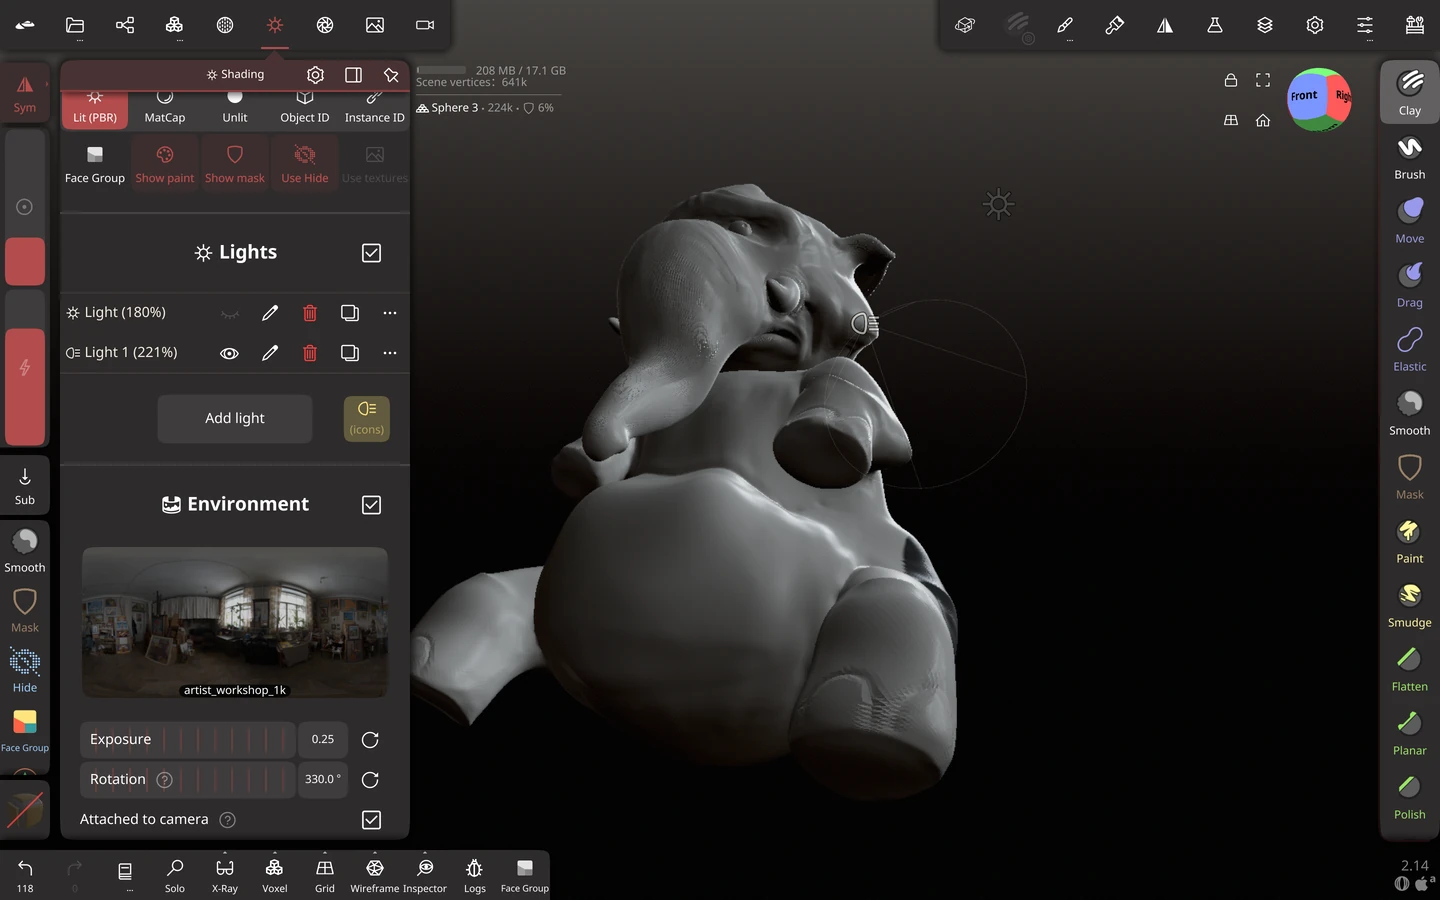 Shading
208 MB / 17.1 GB
Scene vertices: 641k
Sphere 3 · 224k · 6%
Front
Righ
Sym
Lit (PBR)
MatCap
Unlit
Object ID
Instance ID
Face Group
Show paint
Show mask
Use Hide
Use textures
Lights
Light (180%)
Light 1 (221%)
Add light
(icons)
Environment
artist_workshop_1k
Exposure
0.25
Rotation ?
330.0 °
Attached to camera ?
Sub
Smooth
Mask
Hide
Face Group
Clay
Brush
Move
Drag
Elastic
Smooth
Mask
Paint
Smudge
Flatten
Planar
Polish
118
0
...
Solo
X-Ray
Voxel
Grid
Wireframe
Inspector
Logs
Face Group
2.14
a